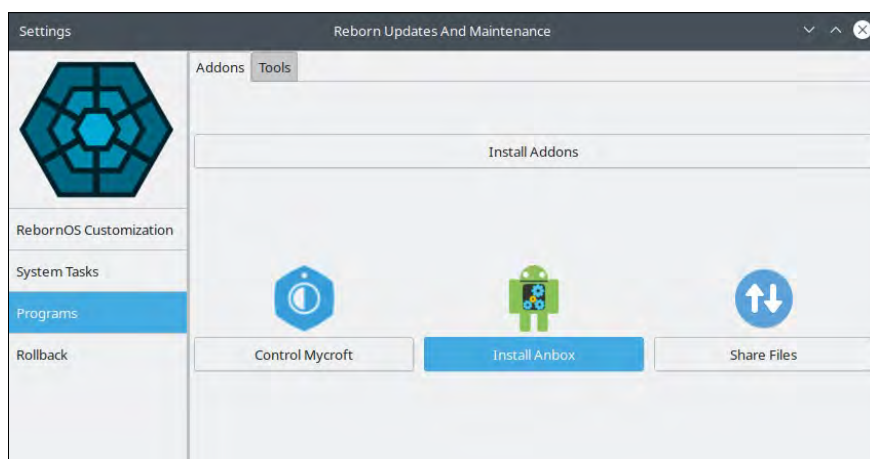 Settings
Reborn Updates And Maintenance
Addons
Tools
Install Addons
RebornOS Customization
System Tasks
Programs
Rollback
Control Mycroft
Install Anbox
Share Files